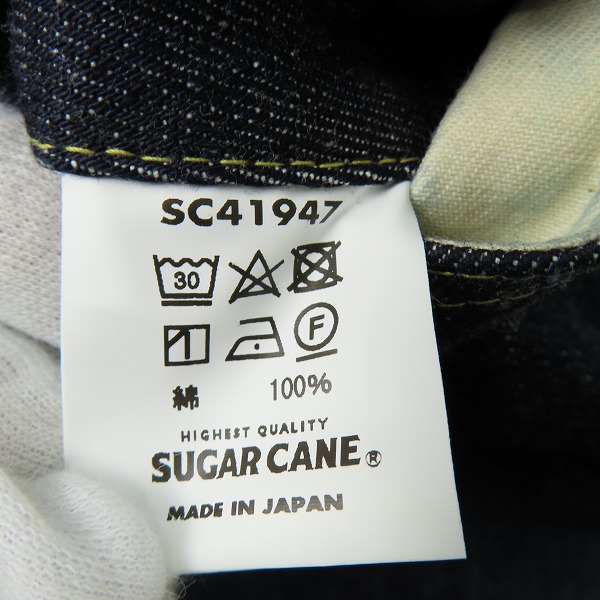 SC41947
30
F
綿 100%
HIGHEST QUALITY
SUGAR CANE ®
MADE IN JAPAN